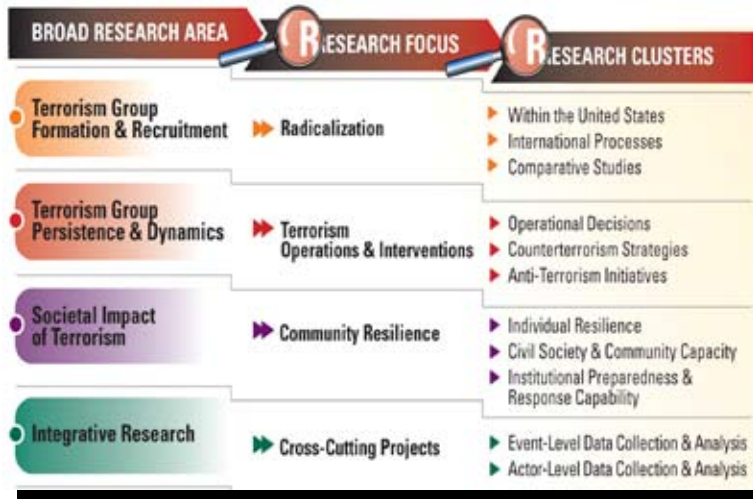 BROAD RESEARCH AREA
RESEARCH FOCUS
RESEARCH CLUSTERS
Terrorism Group
Formation & Recruitment
Radicalization
Within the United States
International Processes
Comparative Studies
Terrorism Group
Persistence & Dynamics
Terrorism
Operations & Interventions
Operational Decisions
Counterterrorism Strategies
Anti-Terrorism Initiatives
Societal Impact
of Terrorism
Community Resilience
Individual Resilience
Civil Society & Community Capacity
Institutional Preparedness &
Response Capability
Integrative Research
Cross-Cutting Projects
Event-Level Data Collection & Analysis
Actor-Level Data Collection & Analysis